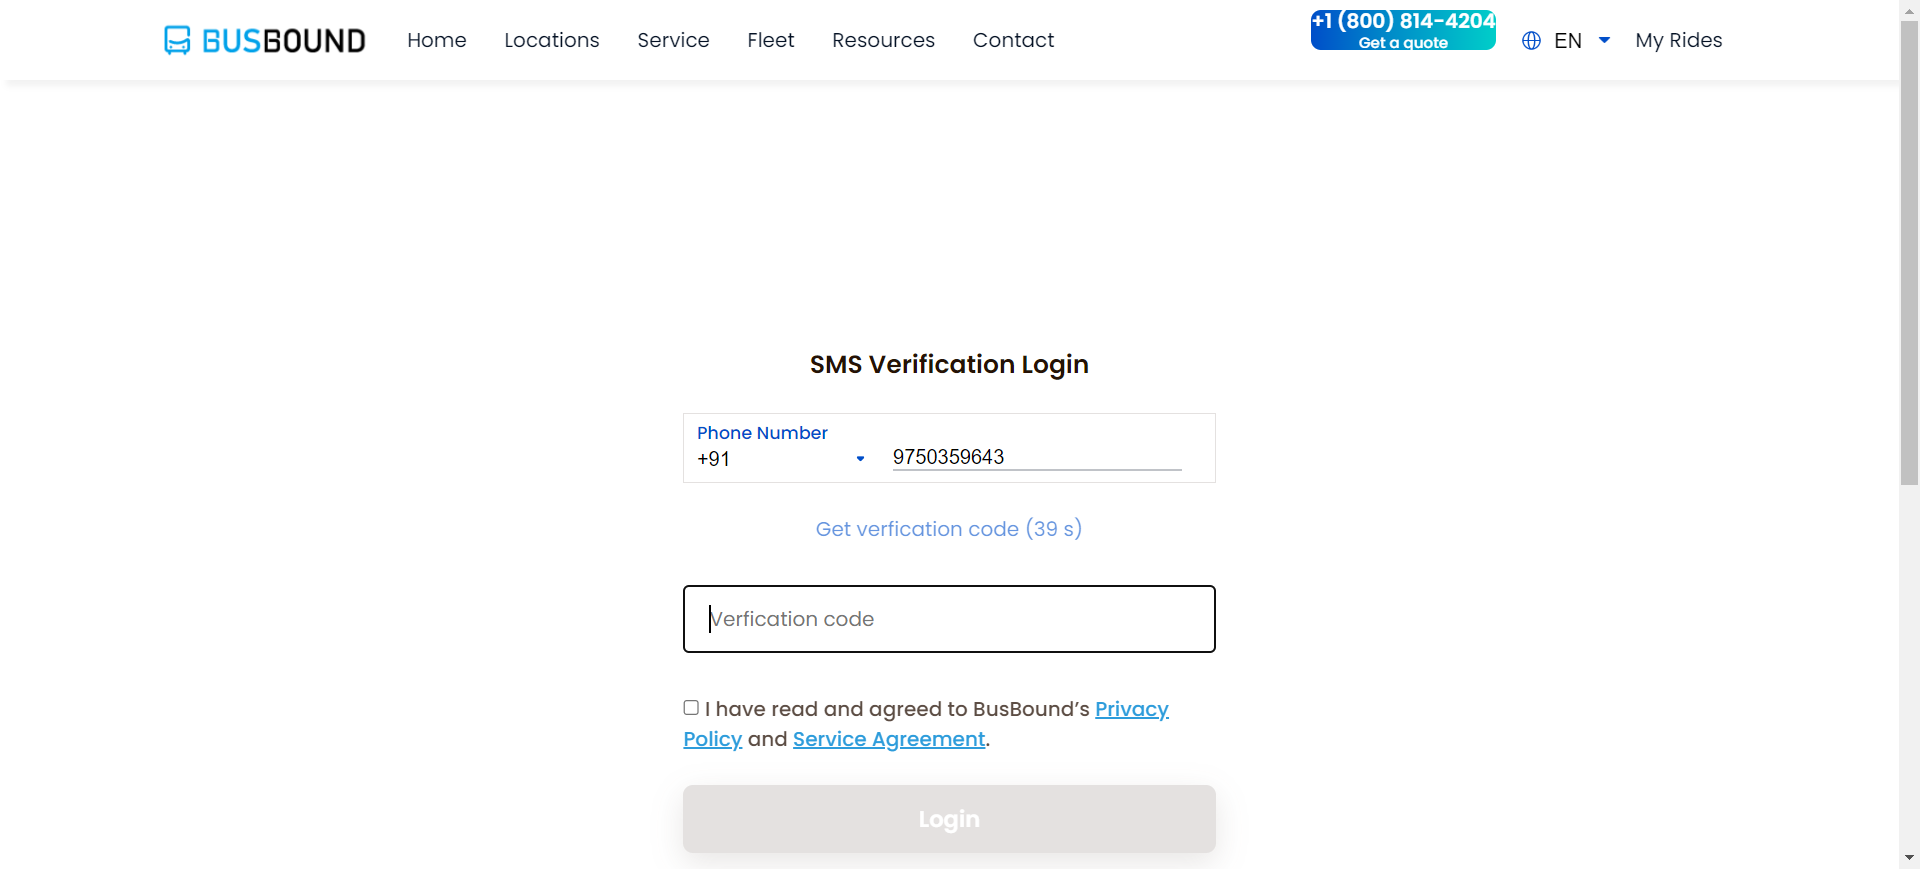 BUSBOUND Home Locations Service Fleet Resources Contact +1 (800) 814-4204 EN My Rides
Get a quote
SMS Verification Login
Phone Number
+91 9750359643
Get verfication code (39 s)
Verfication code
I have read and agreed to BusBound’s Privacy
Policy and Service Agreement.
Login